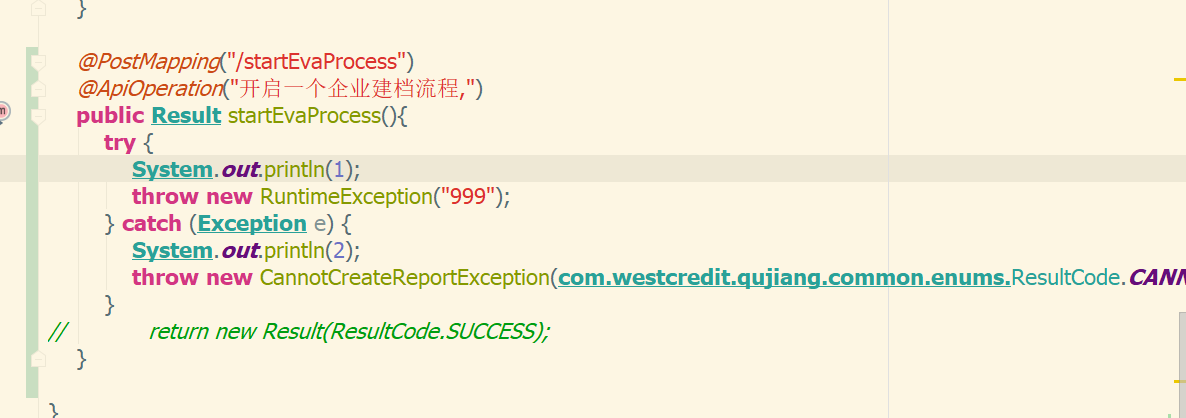 }
@PostMapping("/startEvaProcess")
@ApiOperation("开启一个企业建档流程,")
public Result startEvaProcess(){
try {
System.out.println(1);
throw new RuntimeException("999");
} catch (Exception e) {
System.out.println(2);
throw new CannotCreateReportException(com.westcredit.qujiang.common.enums.ResultCode.CANN
}
// return new Result(ResultCode.SUCCESS);
}
}